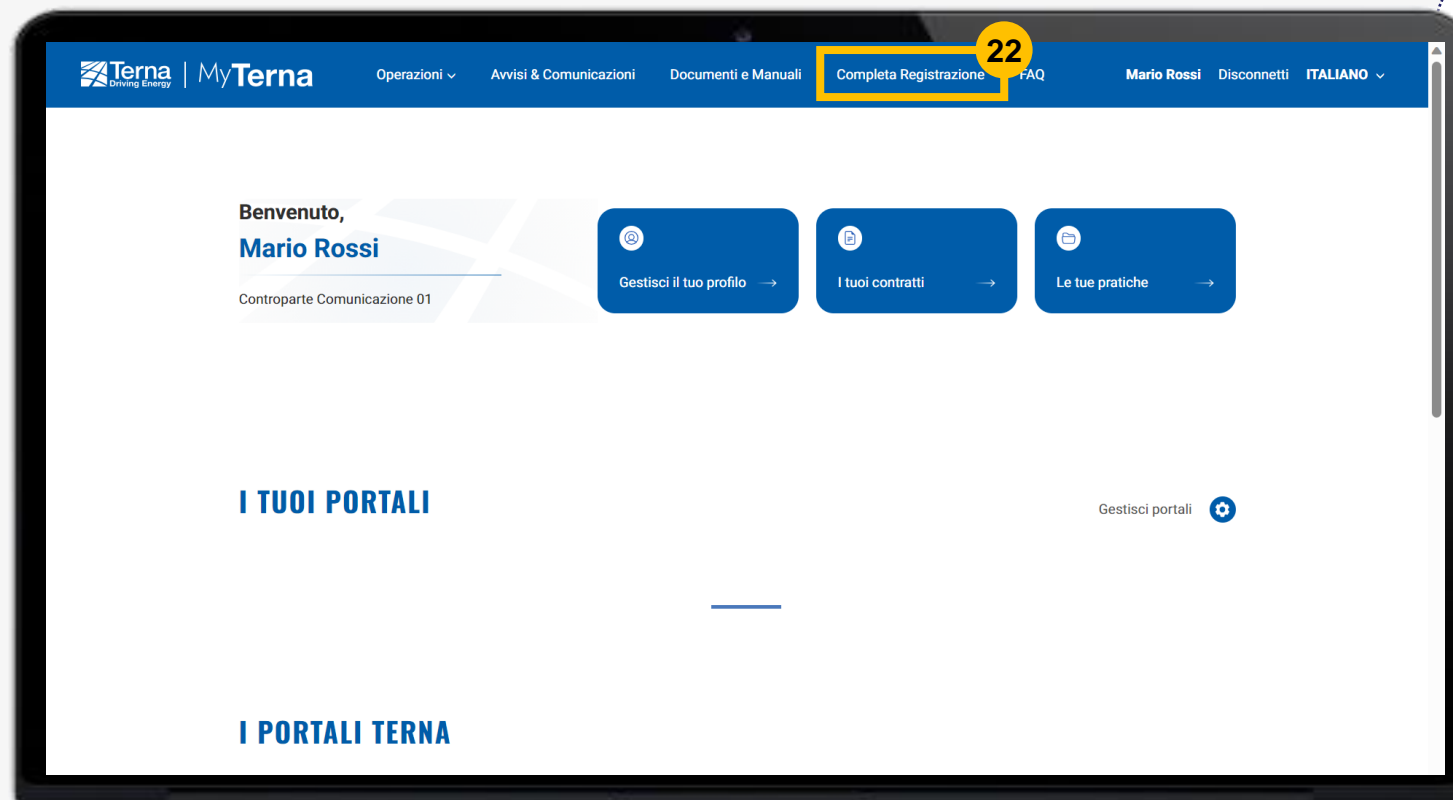 22
Terna
Driving Energy
MyTerna
Operazioni
Avvisi & Comunicazioni
Documenti e Manuali
Completa Registrazione
FAQ
Mario Rossi
Disconnetti
ITALIANO
Benvenuto,
Mario Rossi
Controparte Comunicazione 01
Gestisci il tuo profilo
I tuoi contratti
Le tue pratiche
I TUOI PORTALI
Gestisci portali
I PORTALI TERNA